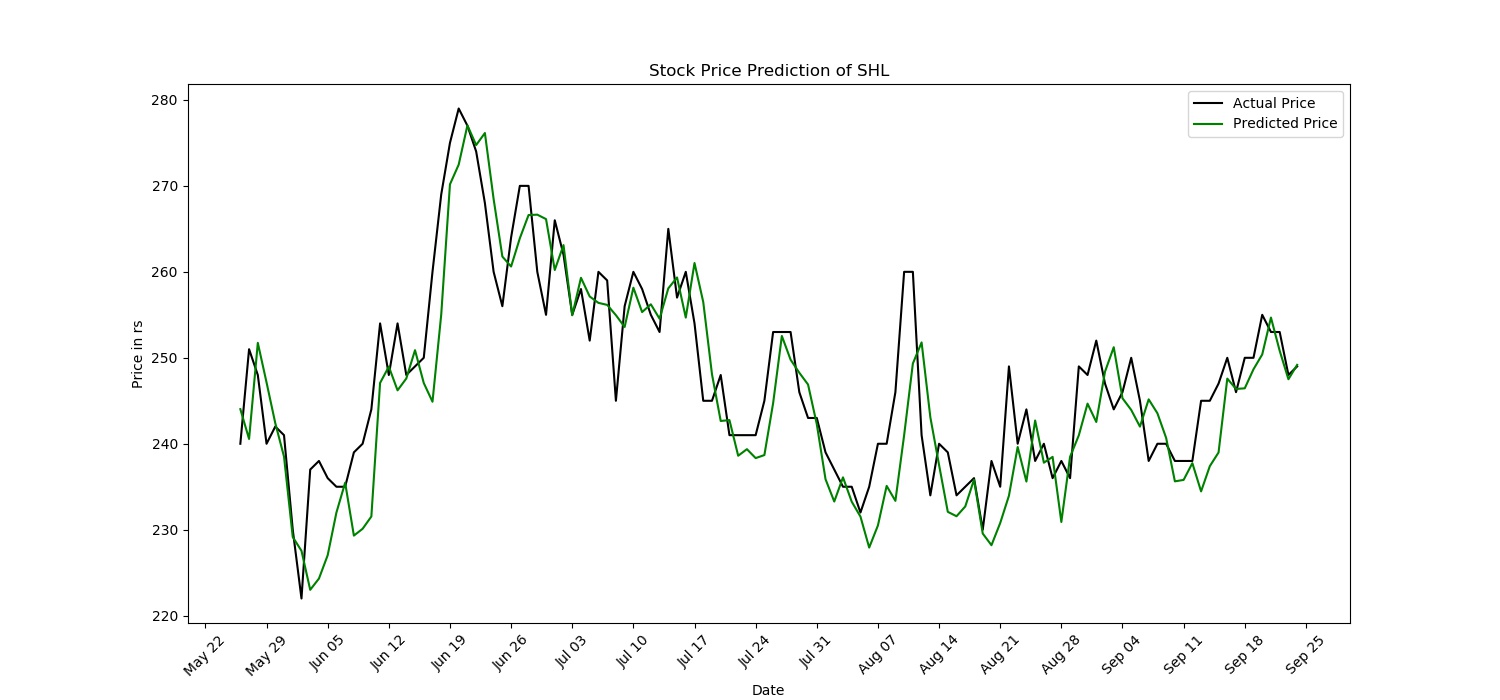 Stock Price Prediction of SHL
Actual Price
Predicted Price
280
270
260
250
240
230
220
Price in rs
May 22
May 29
Jun 05
Jun 12
Jun 19
Jun 26
Jul 03
Jul 10
Jul 17
Jul 24
Jul 31
Aug 07
Aug 14
Aug 21
Aug 28
Sep 04
Sep 11
Sep 18
Sep 25
Date